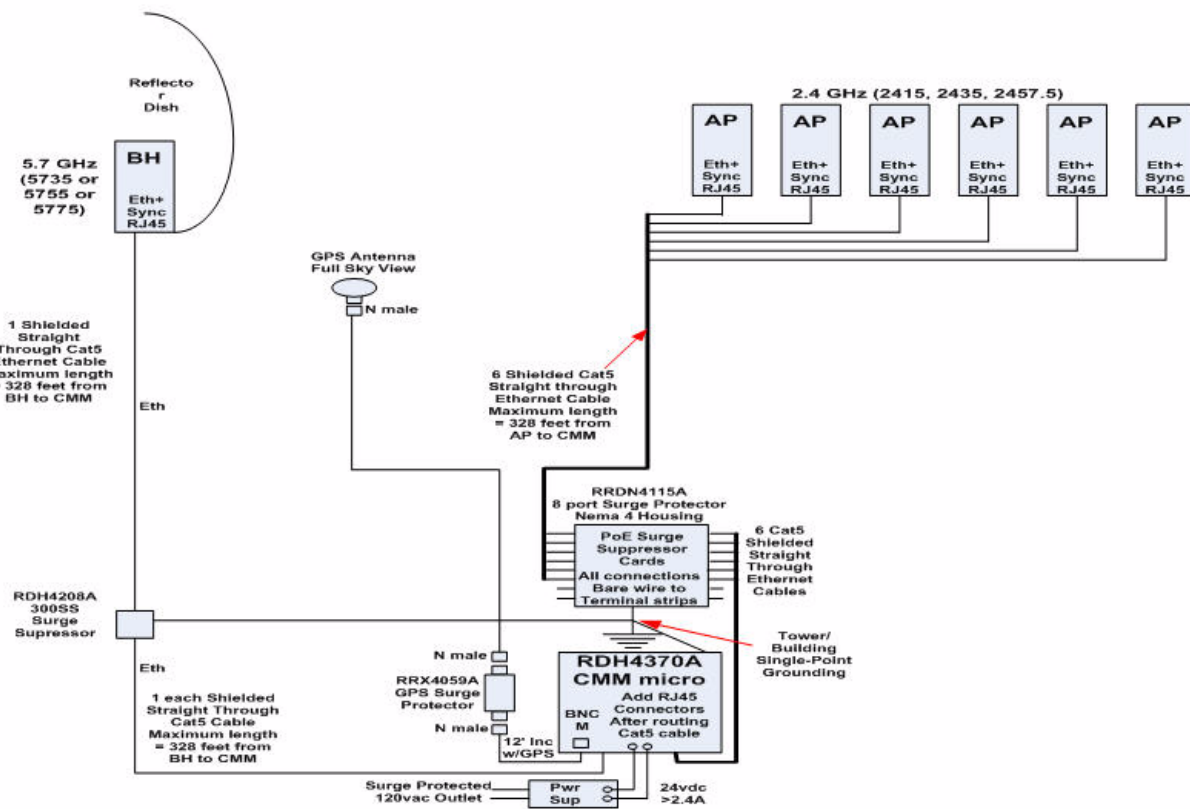 Reflecto
r
Dish
BH
Eth+
Sync
RJ45
5.7 GHz
(5735 or
5755 or
5775)
2.4 GHz (2415, 2435, 2457.5)
AP
Eth+
Sync
RJ45
AP
Eth+
Sync
RJ45
AP
Eth+
Sync
RJ45
AP
Eth+
Sync
RJ45
AP
Eth+
Sync
RJ45
AP
Eth+
Sync
RJ45
GPS Antenna
Full Sky View
N male
1 Shielded
Straight
Through Cat5
Ethernet Cable
Maximum length
= 328 feet from
BH to CMM
Eth
6 Shielded Cat5
Straight through
Ethernet Cable
Maximum length
= 328 feet from
AP to CMM
RRDN4115A
8 port Surge Protector
Nema 4 Housing
PoE Surge
Suppressor
Cards
All connections
Bare wire to
Terminal strips
6 Cat5
Shielded
Straight
Through
Ethernet
Cables
RDH4208A
300SS
Surge
Supressor
Tower/
Building
Single-Point
Grounding
Eth
N male
RRX4059A
GPS Surge
Protector
N male
RDH4370A
CMM micro
Add RJ45
Connectors
After routing
Cat5 cable
BNC
M
1 each Shielded
Straight Through
Cat5 Cable
Maximum length
= 328 feet from
BH to CMM
12' Inc
w/GPS
Surge Protected
120vac Outlet
Pwr
Sup
24vdc
>2.4A